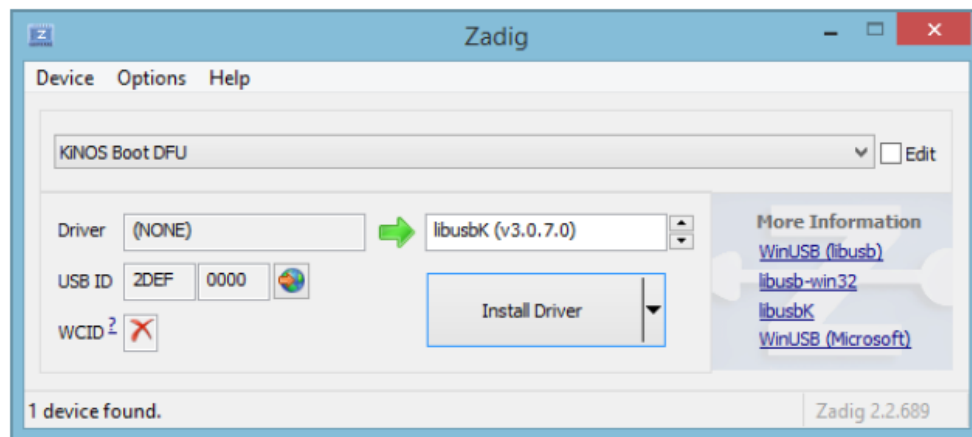 Zadig
Device Options Help
KiNOS Boot DFU
Edit
Driver (NONE) libusbK (v3.0.7.0)
USB ID 2DEF 0000
WCID ?
Install Driver
More Information
WinUSB (libusb)
libusb-win32
libusbK
WinUSB (Microsoft)
1 device found.
Zadig 2.2.689